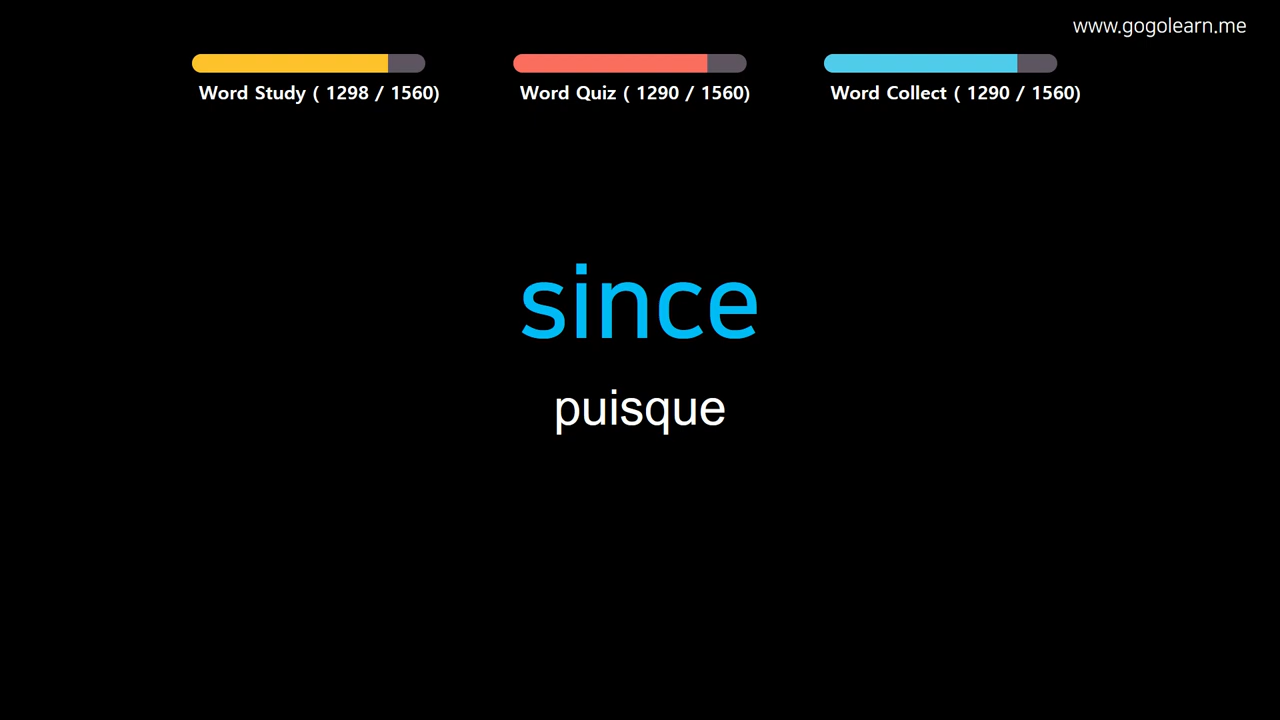 www.gogolearn.me
Word Study ( 1298 / 1560)
Word Quiz ( 1290 / 1560)
Word Collect ( 1290 / 1560)
since
puisque